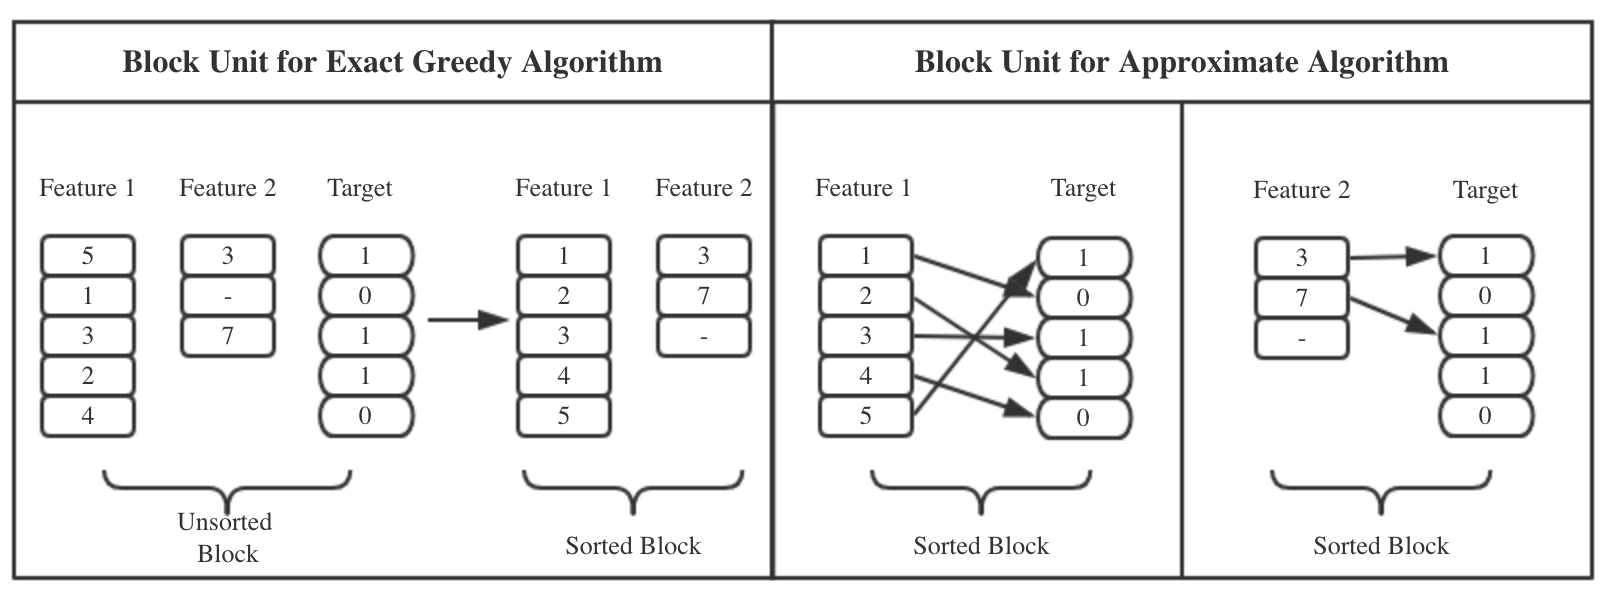 Block Unit for Exact Greedy Algorithm
Block Unit for Approximate Algorithm
Feature 1 Feature 2 Target Feature 1 Feature 2
5 3 1 1 3
1 - 0 2 7
3 7 1 3 -
2 1 4
4 0 5
Unsorted
Block
Sorted Block
Feature 1 Target
1 1
2 0
3 1
4 1
5 0
Sorted Block
Feature 2 Target
3 1
7 0
- 1
1
0
Sorted Block